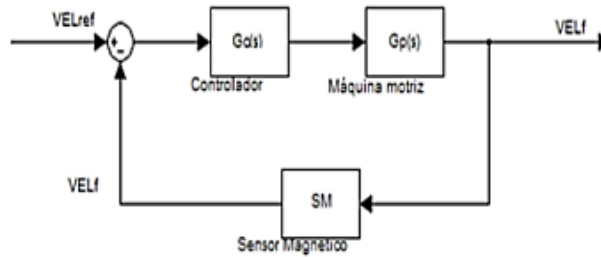 VELref
+
-
Gc(s)
Gp(s)
VELf
Controlador
Máquina motriz
VELf
SM
Sensor Magnético